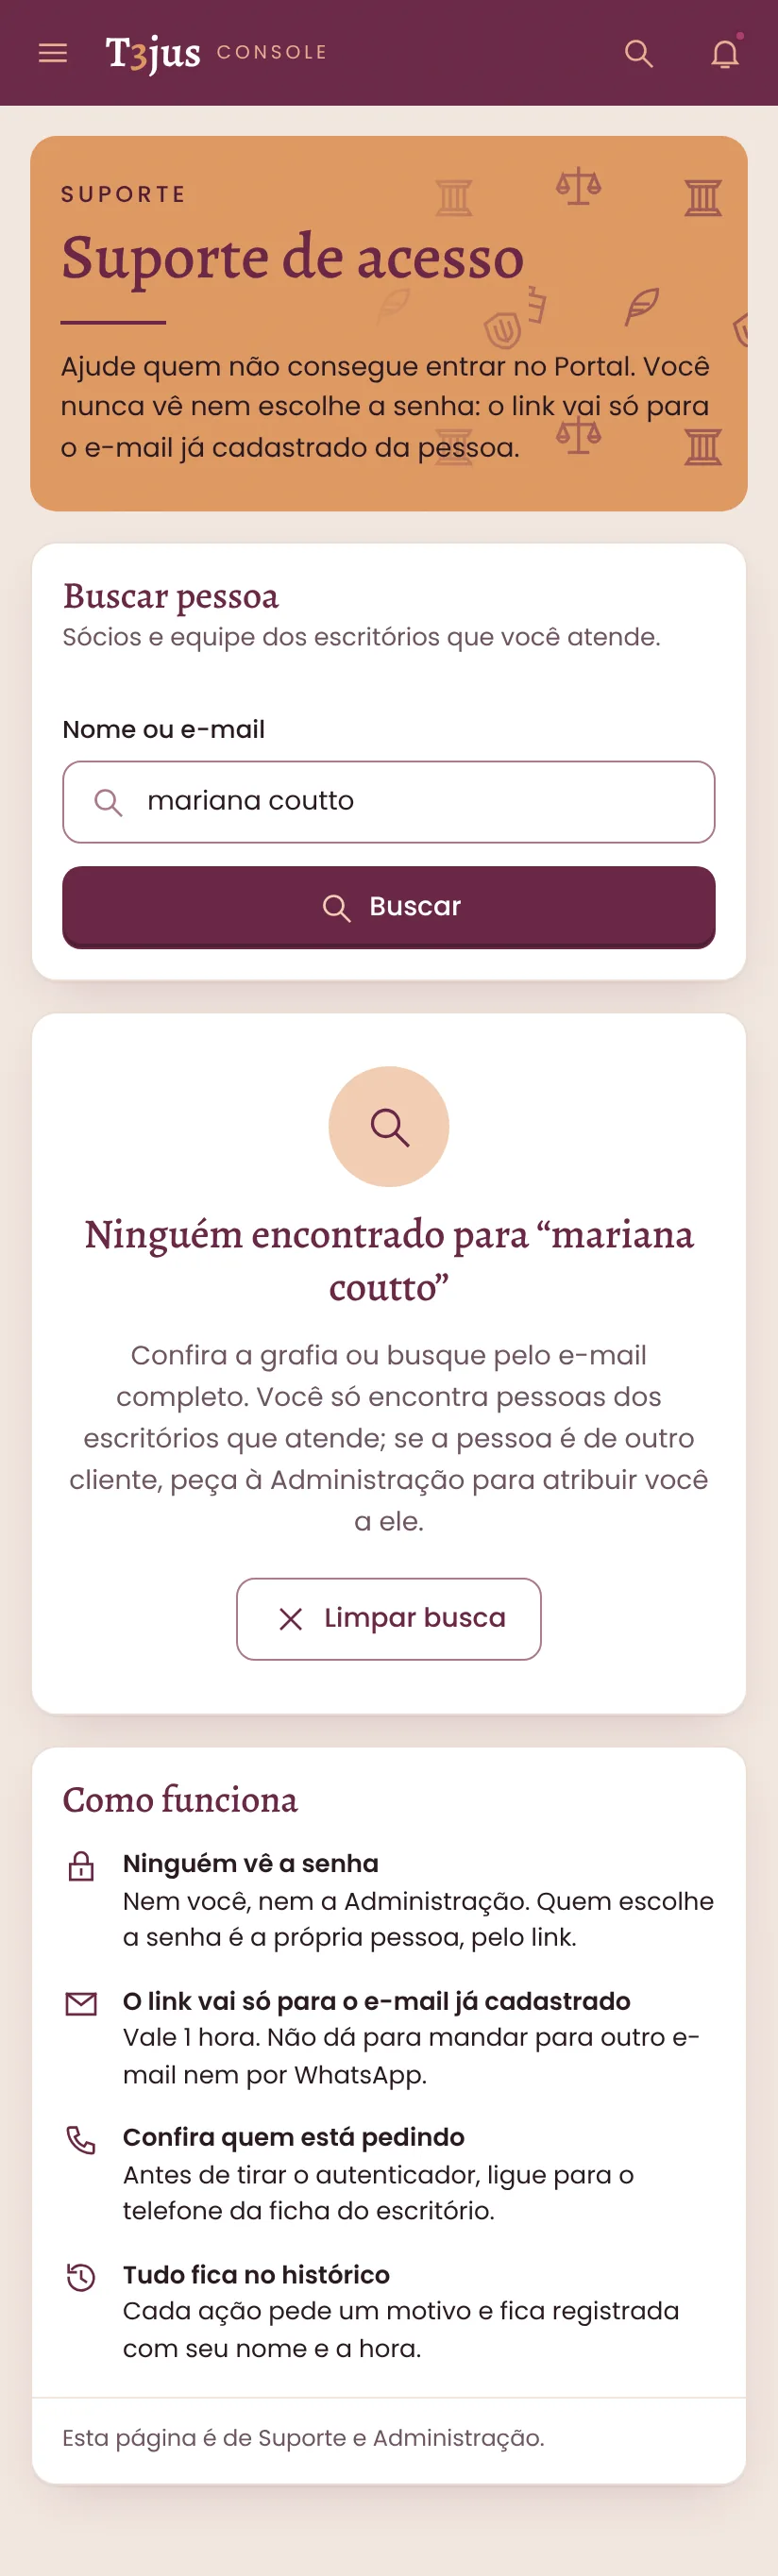 T3jus CONSOLE
SUPORTE
Suporte de acesso
Ajude quem não consegue entrar no Portal. Você
nunca vê nem escolhe a senha: o link vai só para
o e-mail já cadastrado da pessoa.
Buscar pessoa
Sócios e equipe dos escritórios que você atende.
Nome ou e-mail
mariana coutto
Buscar
Ninguém encontrado para “mariana
coutto”
Confira a grafia ou busque pelo e-mail
completo. Você só encontra pessoas dos
escritórios que atende; se a pessoa é de outro
cliente, peça à Administração para atribuir você
a ele.
Limpar busca
Como funciona
Ninguém vê a senha
Nem você, nem a Administração. Quem escolhe
a senha é a própria pessoa, pelo link.
O link vai só para o e-mail já cadastrado
Vale 1 hora. Não dá para mandar para outro e-
mail nem por WhatsApp.
Confira quem está pedindo
Antes de tirar o autenticador, ligue para o
telefone da ficha do escritório.
Tudo fica no histórico
Cada ação pede um motivo e fica registrada
com seu nome e a hora.
Esta página é de Suporte e Administração.